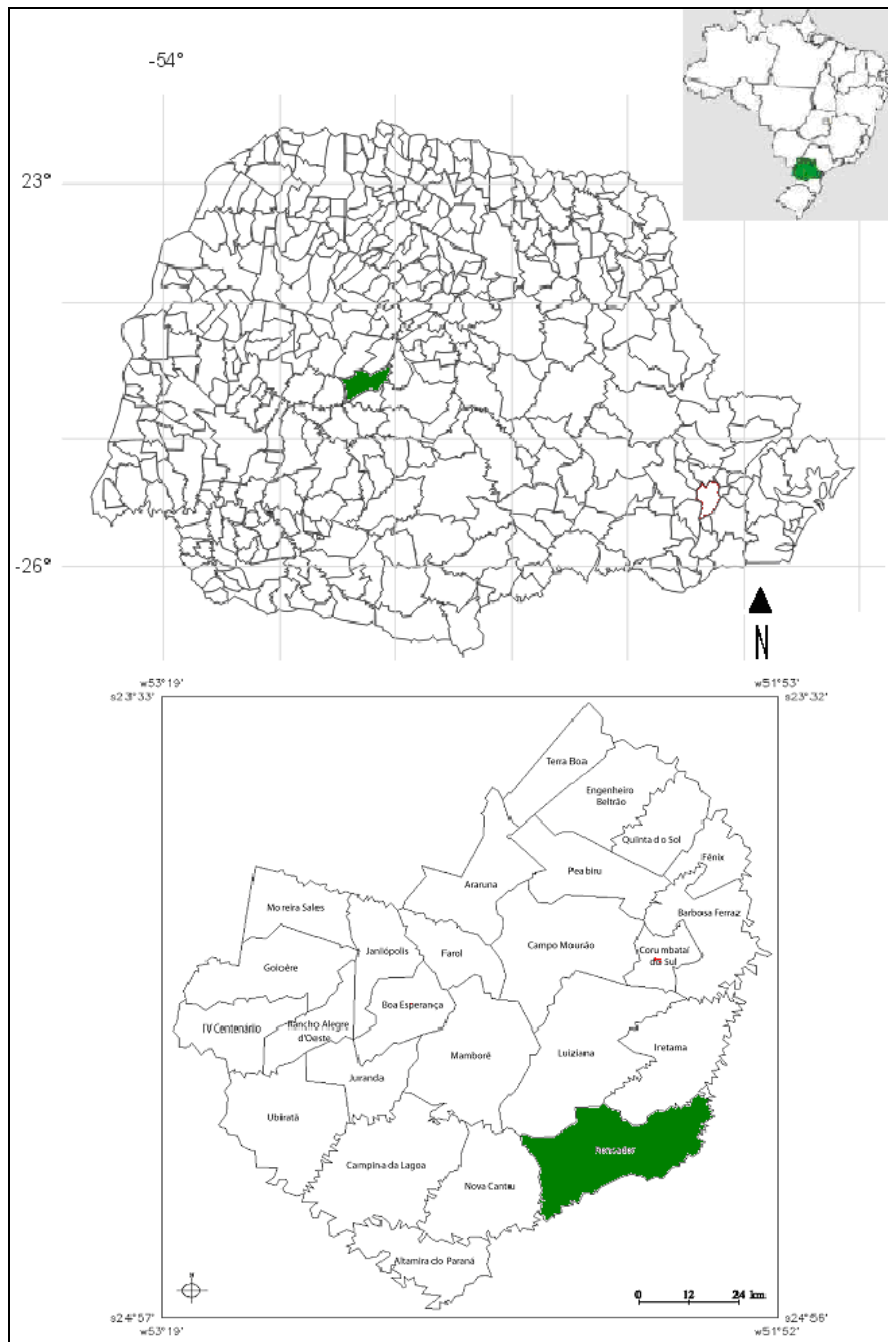 -54°
23°
-26°
N
w53°19'
w51°53'
s23°33'
s23°32'
Terra Boa
Engenheiro
Beltrão
Quinta do Sol
Fênix
Peabiru
Araruna
Barbosa Ferraz
Moreira Sales
Campo Mourão
Corumbataí
do Sul
Janiópolis
Farol
Goioêre
Boa Esperança
IV Centenário
Rancho Alegre
d'Oeste
Mamborê
Luiziana
Iretama
Juranda
Ubiratã
Roncador
Campina da Lagoa
Nova Cantu
Altamira do Paraná
N
0 12 24 km.
s24°57'
s24°56'
w53°19'
w51°52'